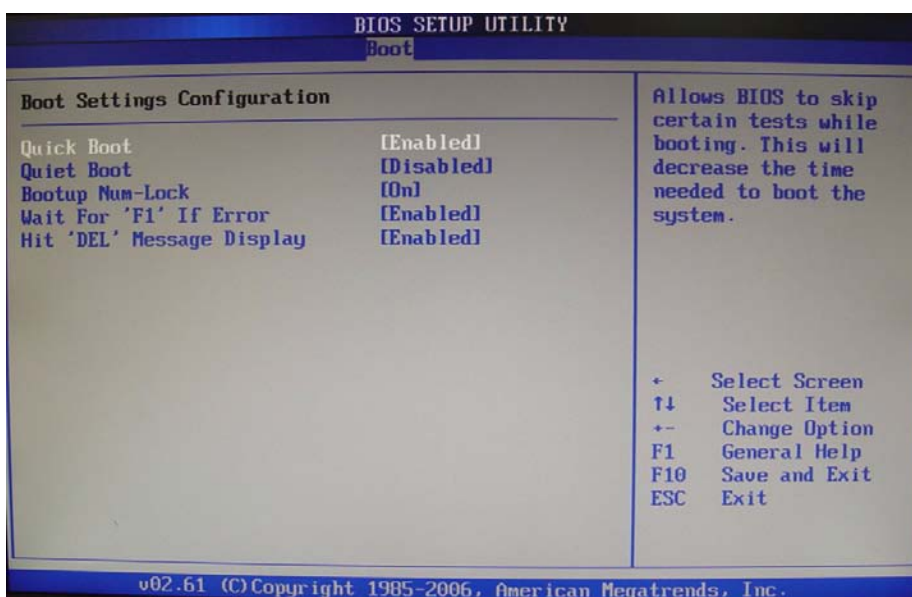 BIOS SETUP UTILITY
Boot
Boot Settings Configuration
Quick Boot [Enabled]
Quiet Boot [Disabled]
Bootup Num-Lock [On]
Wait For 'F1' If Error [Enabled]
Hit 'DEL' Message Display [Enabled]
Allows BIOS to skip
certain tests while
booting. This will
decrease the time
needed to boot the
system.
← Select Screen
↑↓ Select Item
+- Change Option
F1 General Help
F10 Save and Exit
ESC Exit
v02.61 (C)Copyright 1985-2006, American Megatrends, Inc.